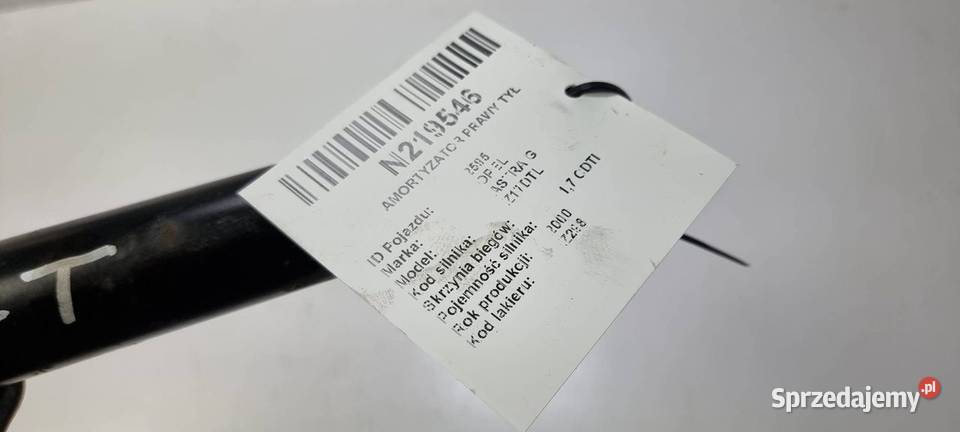 N219546
AMORTYZATOR PRAWY TYŁ
ID Pojazdu:
Marka: OPEL
Model: ASTRA G
Kod silnika: Z17DTL
Skrzynia biegów:
Pojemność silnika: 1,7 CDTI
Rok produkcji:
Kod lakieru:
T
Sprzedajemy.pl